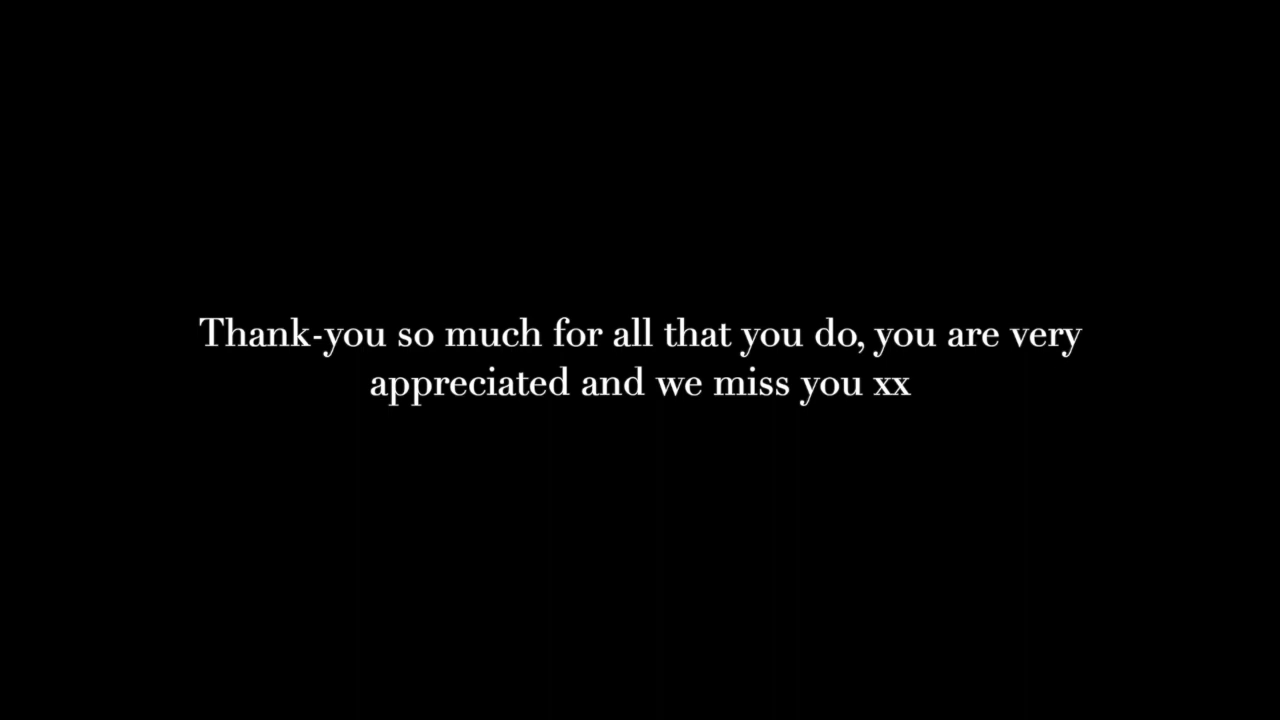 Thank-you so much for all that you do, you are very
appreciated and we miss you xx